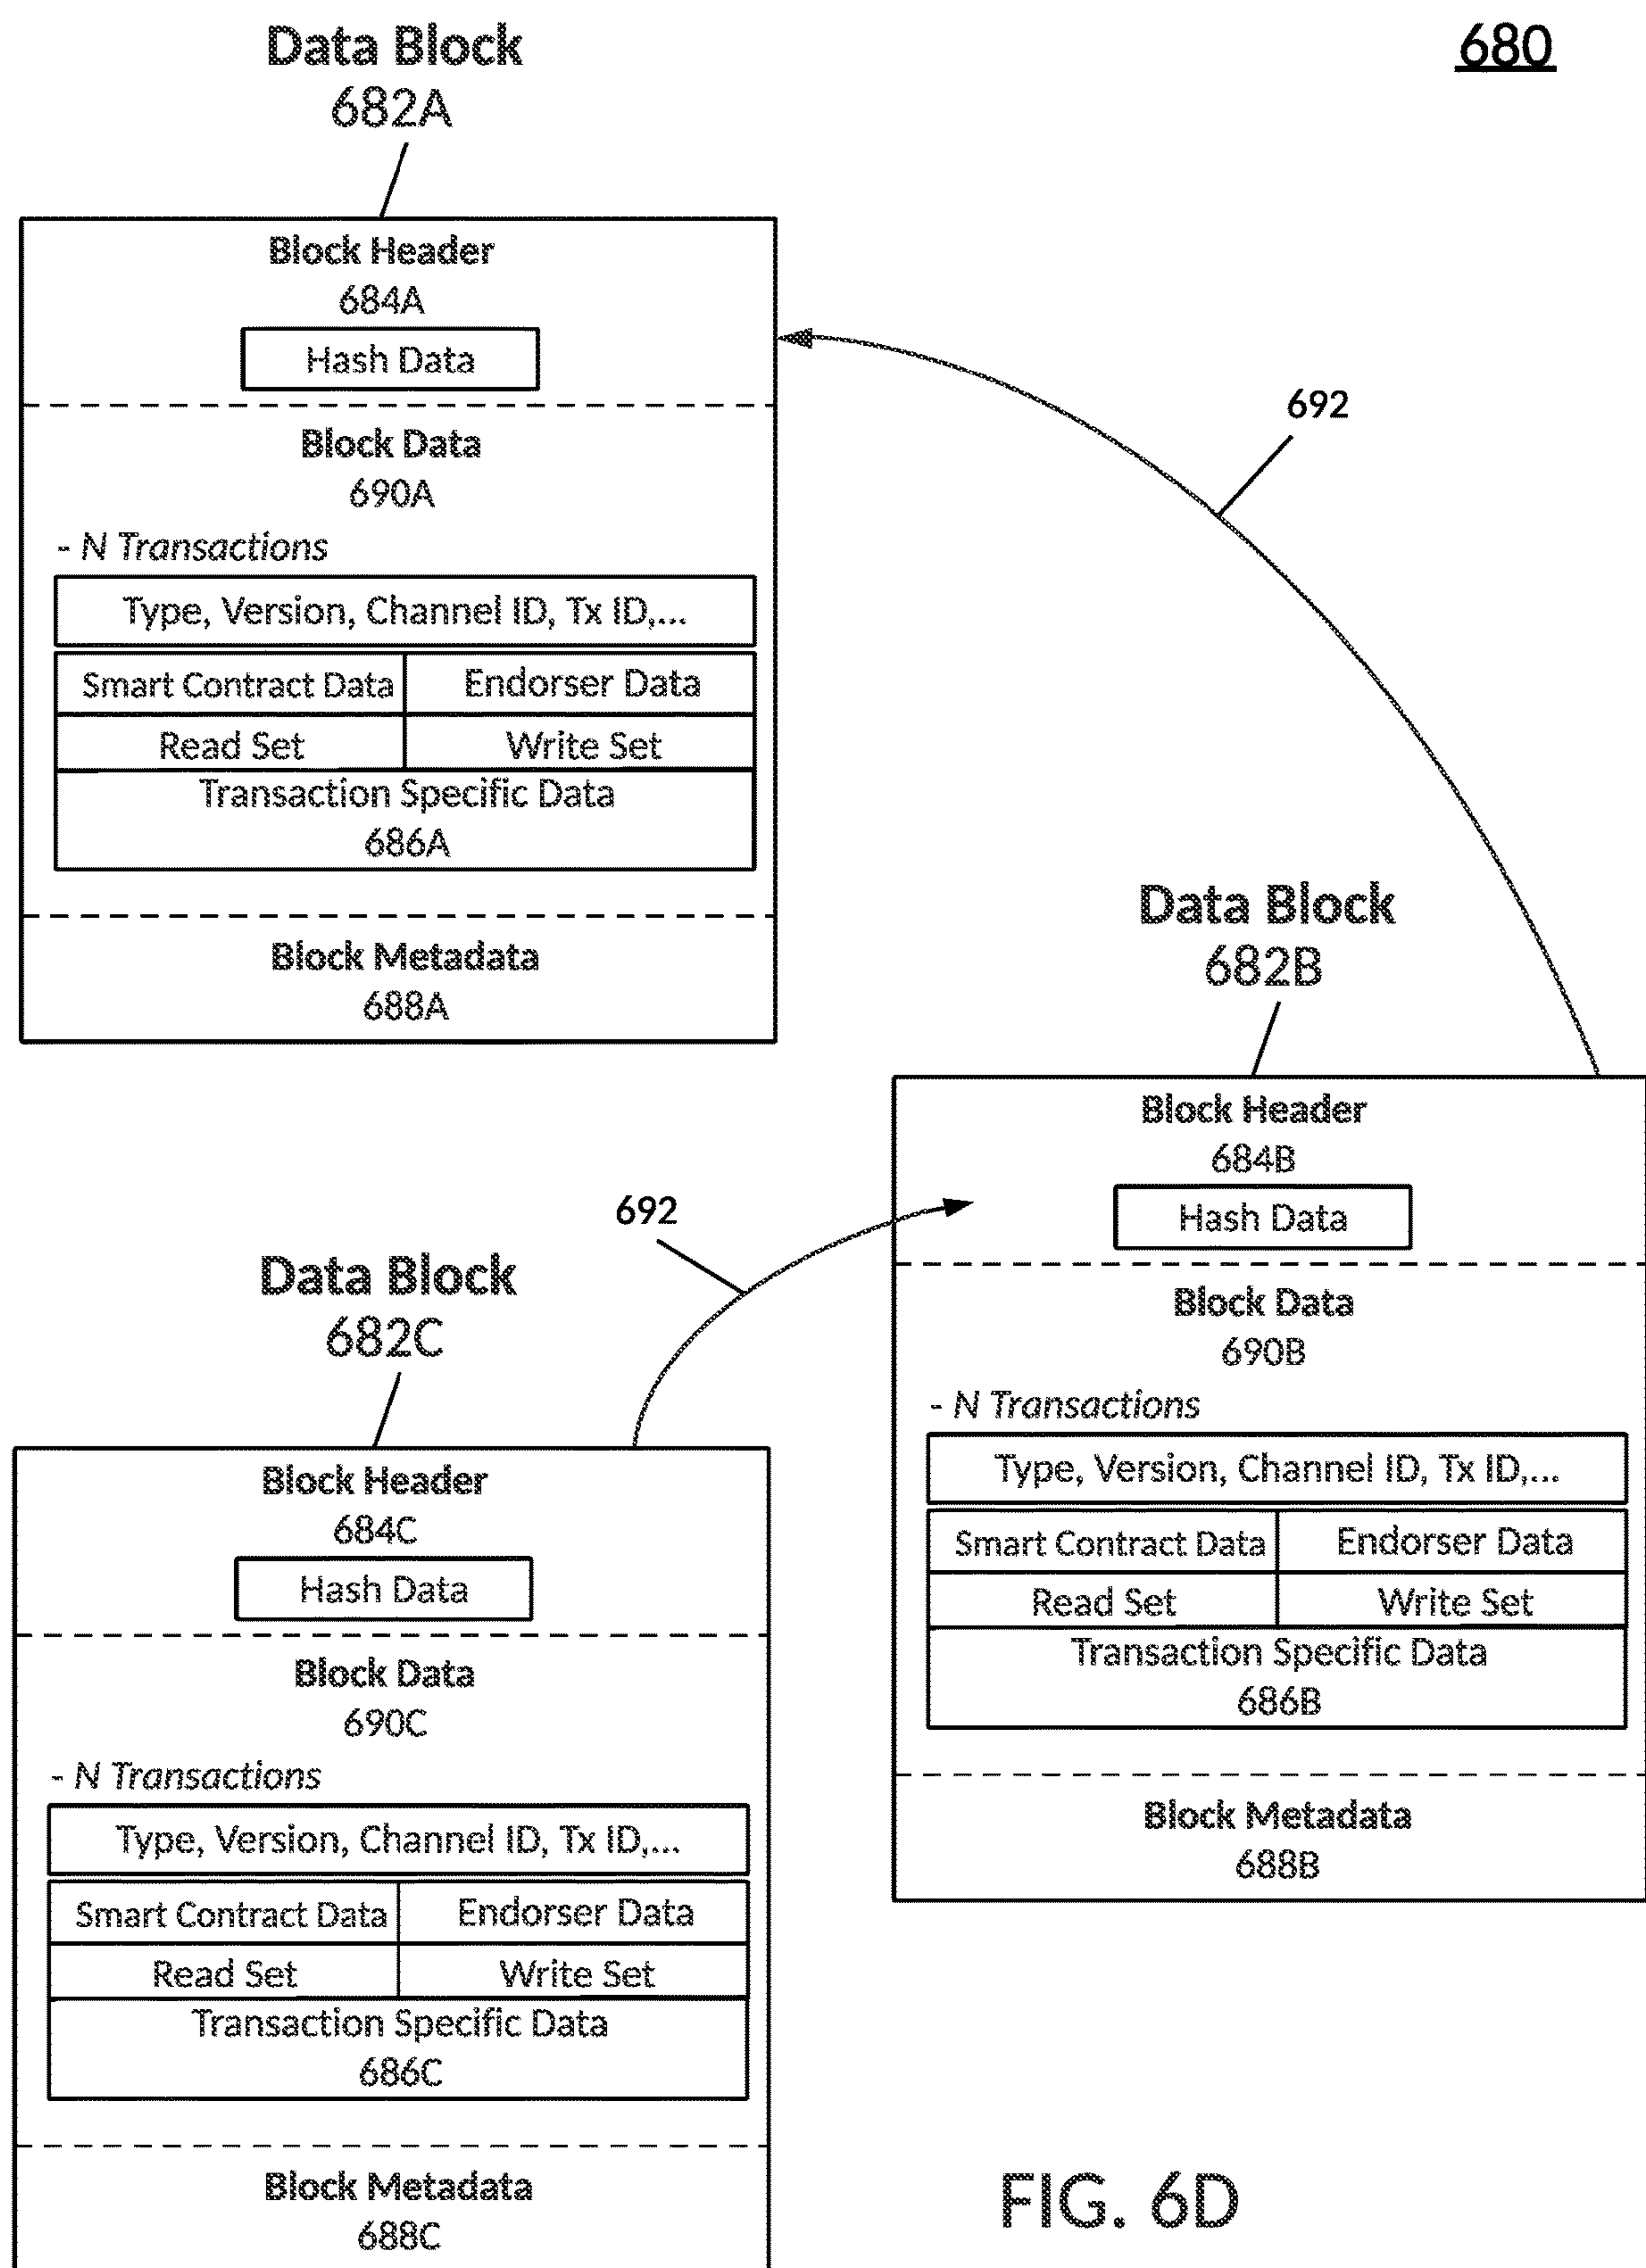 680
Data Block
682A
Block Header
684A
Hash Data
Block Data
690A
- N Transactions
Type, Version, Channel ID, Tx ID,...
Smart Contract Data Endorser Data
Read Set Write Set
Transaction Specific Data
686A
Block Metadata
688A
692
Data Block
682B
Block Header
684B
Hash Data
Block Data
690B
- N Transactions
Type, Version, Channel ID, Tx ID,...
Smart Contract Data Endorser Data
Read Set Write Set
Transaction Specific Data
686B
Block Metadata
688B
692
Data Block
682C
Block Header
684C
Hash Data
Block Data
690C
- N Transactions
Type, Version, Channel ID, Tx ID,...
Smart Contract Data Endorser Data
Read Set Write Set
Transaction Specific Data
686C
Block Metadata
688C
FIG. 6D